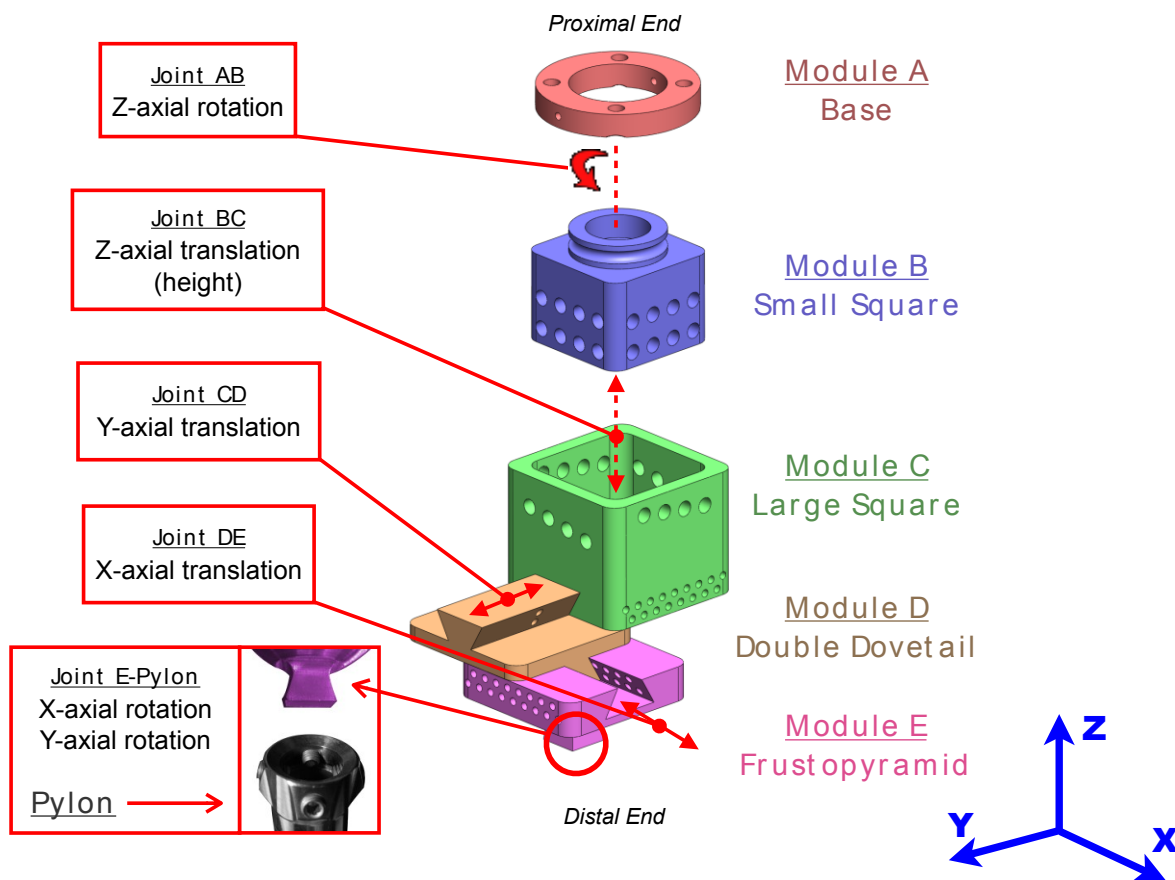 Proximal End
Joint AB
Z-axial rotation
Module A
Base
Joint BC
Z-axial translation
(height)
Module B
Small Square
Joint CD
Y-axial translation
Module C
Large Square
Joint DE
X-axial translation
Module D
Double Dovetail
Joint E-Pylon
X-axial rotation
Y-axial rotation
Pylon
Module E
Frustopyramid
Distal End
Z
Y
X